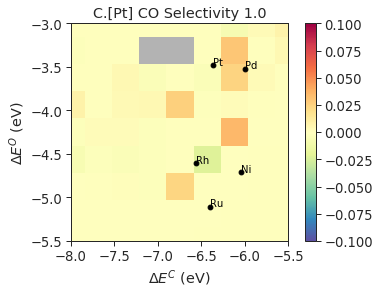 C.[Pt] CO Selectivity 1.0
−3.0
−3.5
−4.0
−4.5
−5.0
−5.5
ΔE^O (eV)
Pt
Pd
Rh
Ni
Ru
−8.0 −7.5 −7.0 −6.5 −6.0 −5.5
ΔE^C (eV)
0.100
0.075
0.050
0.025
0.000
−0.025
−0.050
−0.075
−0.100